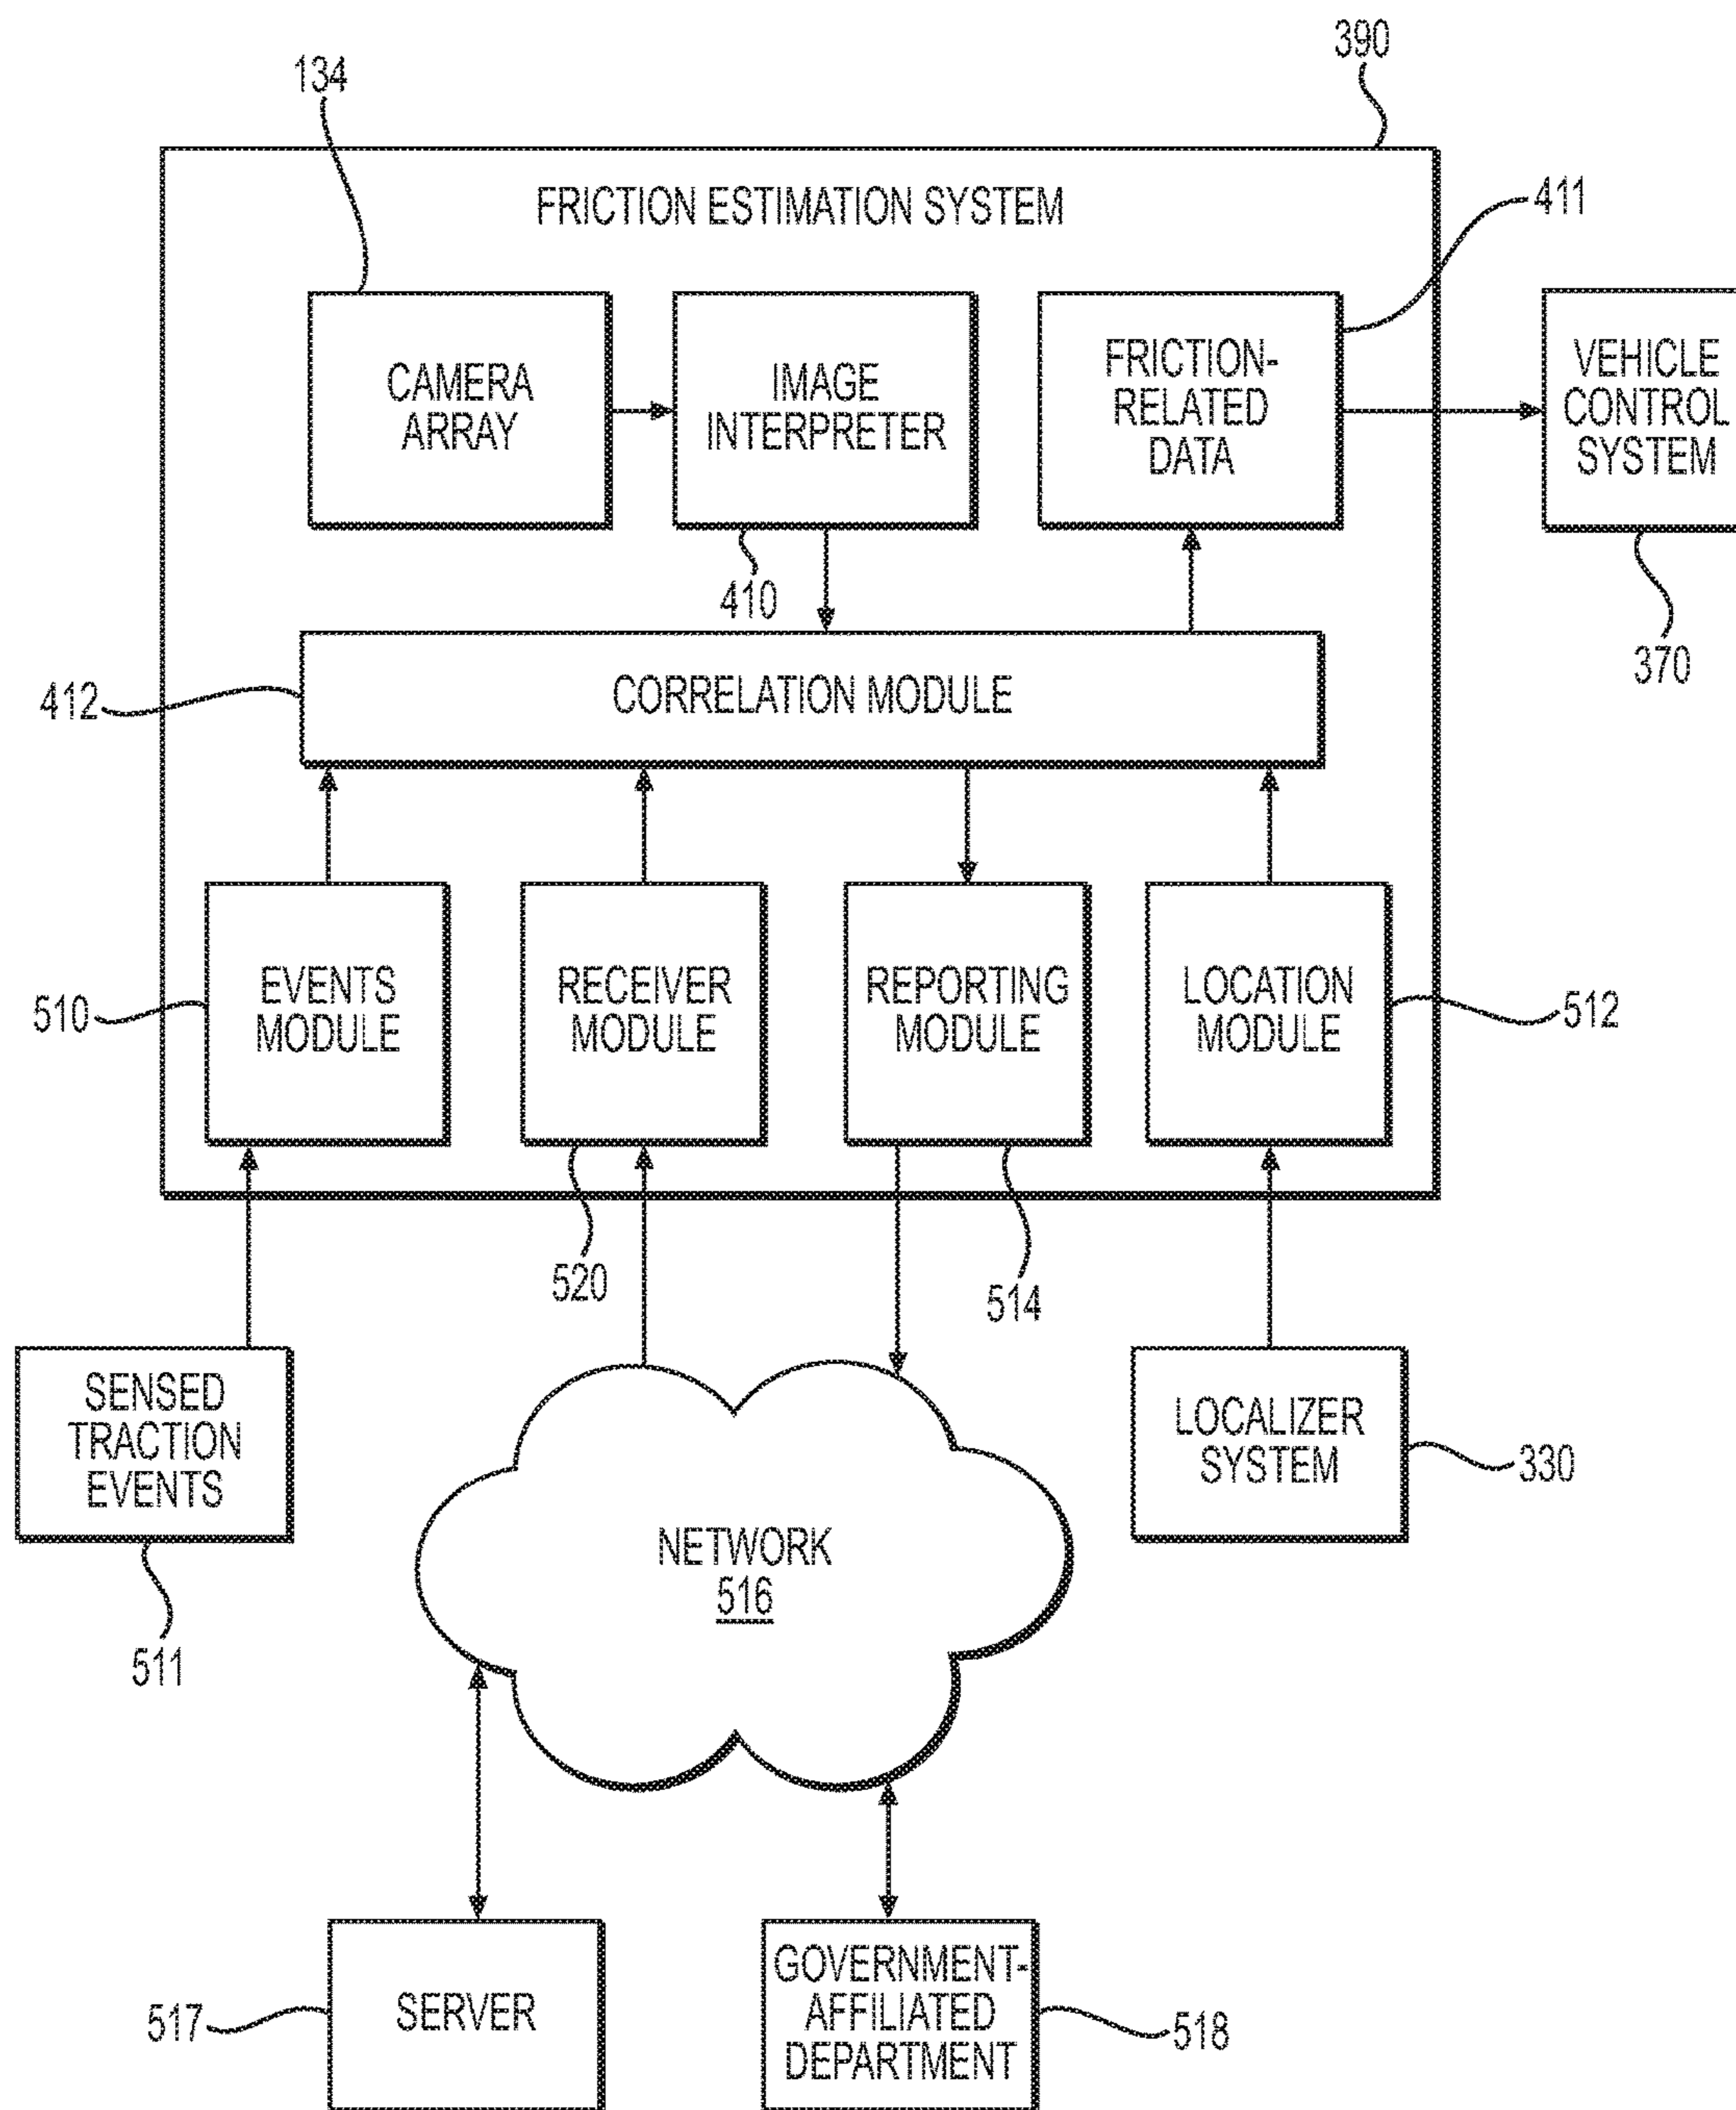 390
134
FRICTION ESTIMATION SYSTEM
411
CAMERA
ARRAY
IMAGE
INTERPRETER
FRICTION-
RELATED
DATA
VEHICLE
CONTROL
SYSTEM
410
370
412
CORRELATION MODULE
510
EVENTS
MODULE
RECEIVER
MODULE
REPORTING
MODULE
LOCATION
MODULE
512
520
514
SENSED
TRACTION
EVENTS
LOCALIZER
SYSTEM
330
NETWORK
516
511
517
SERVER
GOVERNMENT-
AFFILIATED
DEPARTMENT
518